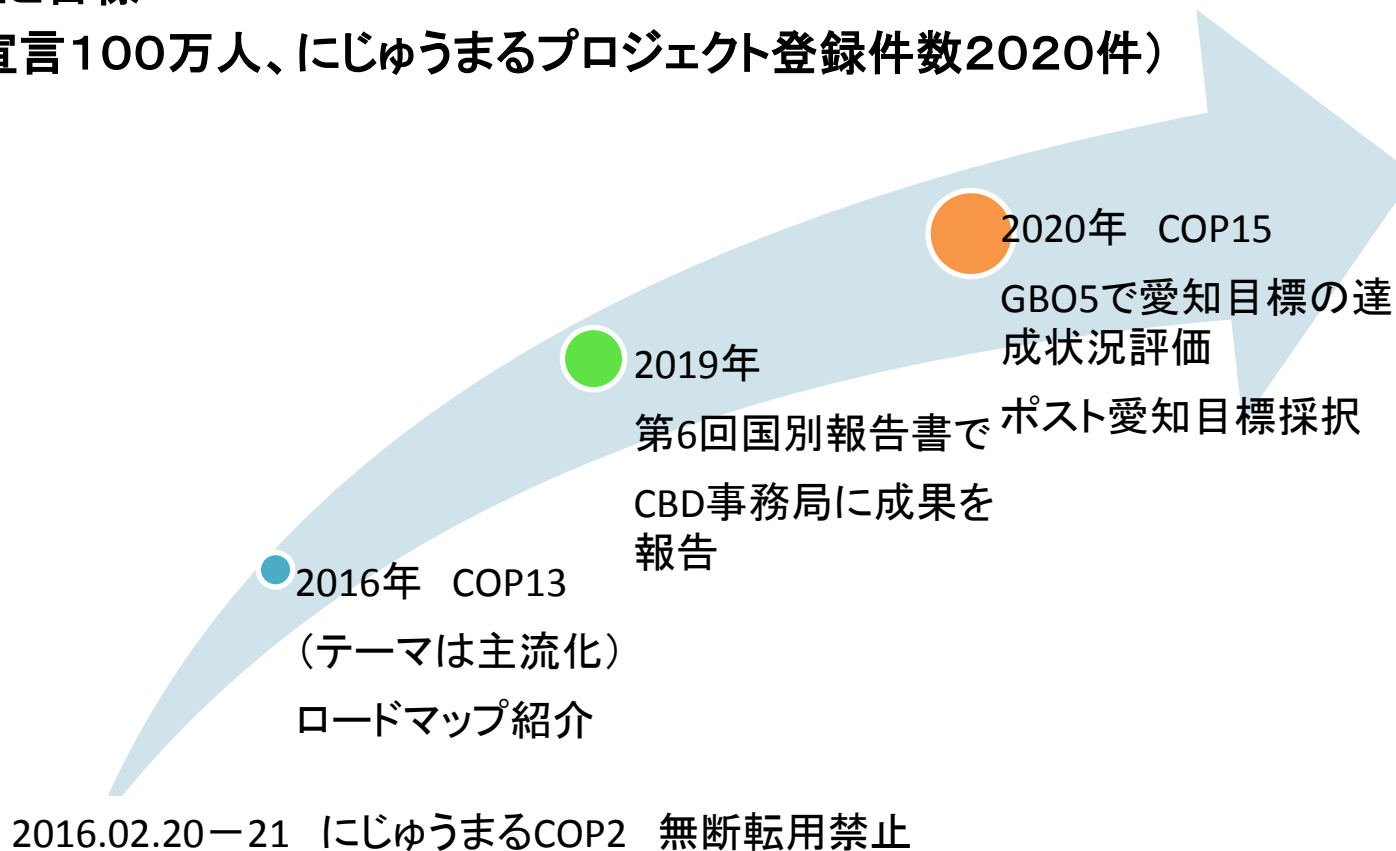 宣言１００万人、にじゅうまるプロジェクト登録件数２０２０件）
2020年　COP15
GBO5で愛知目標の達
成状況評価
ポスト愛知目標採択
2019年
第6回国別報告書で
CBD事務局に成果を
報告
2016年　COP13
（テーマは主流化）
ロードマップ紹介
2016.02.20－21　にじゅうまるCOP2　無断転用禁止